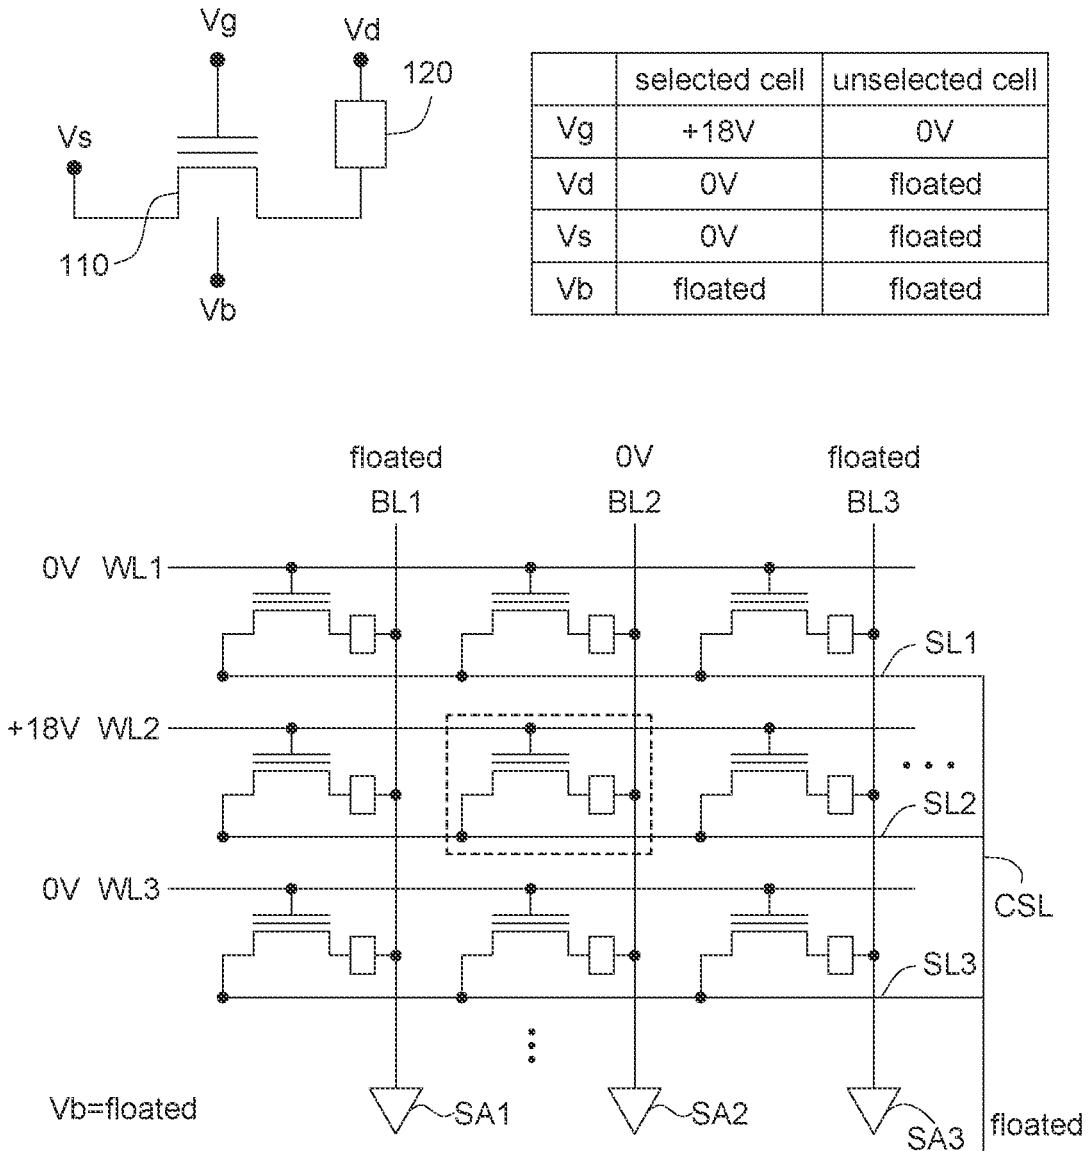 Vg
Vd
120
Vs
110
Vb
selected cell unselected cell
Vg +18V 0V
Vd 0V floated
Vs 0V floated
Vb floated floated
floated 0V floated
BL1 BL2 BL3
0V WL1
SL1
+18V WL2
SL2
0V WL3
CSL
SL3
Vb=floated
SA1
SA2
SA3
floated